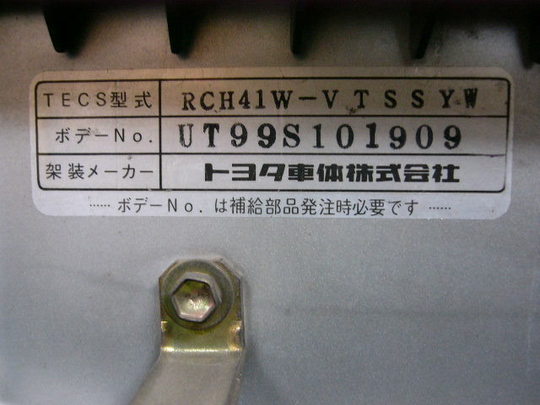 TECS型式 RCH41W-VTSSYW
ボデーNo. UT99S101909
架装メーカー トヨタ車体株式会社
…… ボデーNo. は補給部品発注時必要です ……